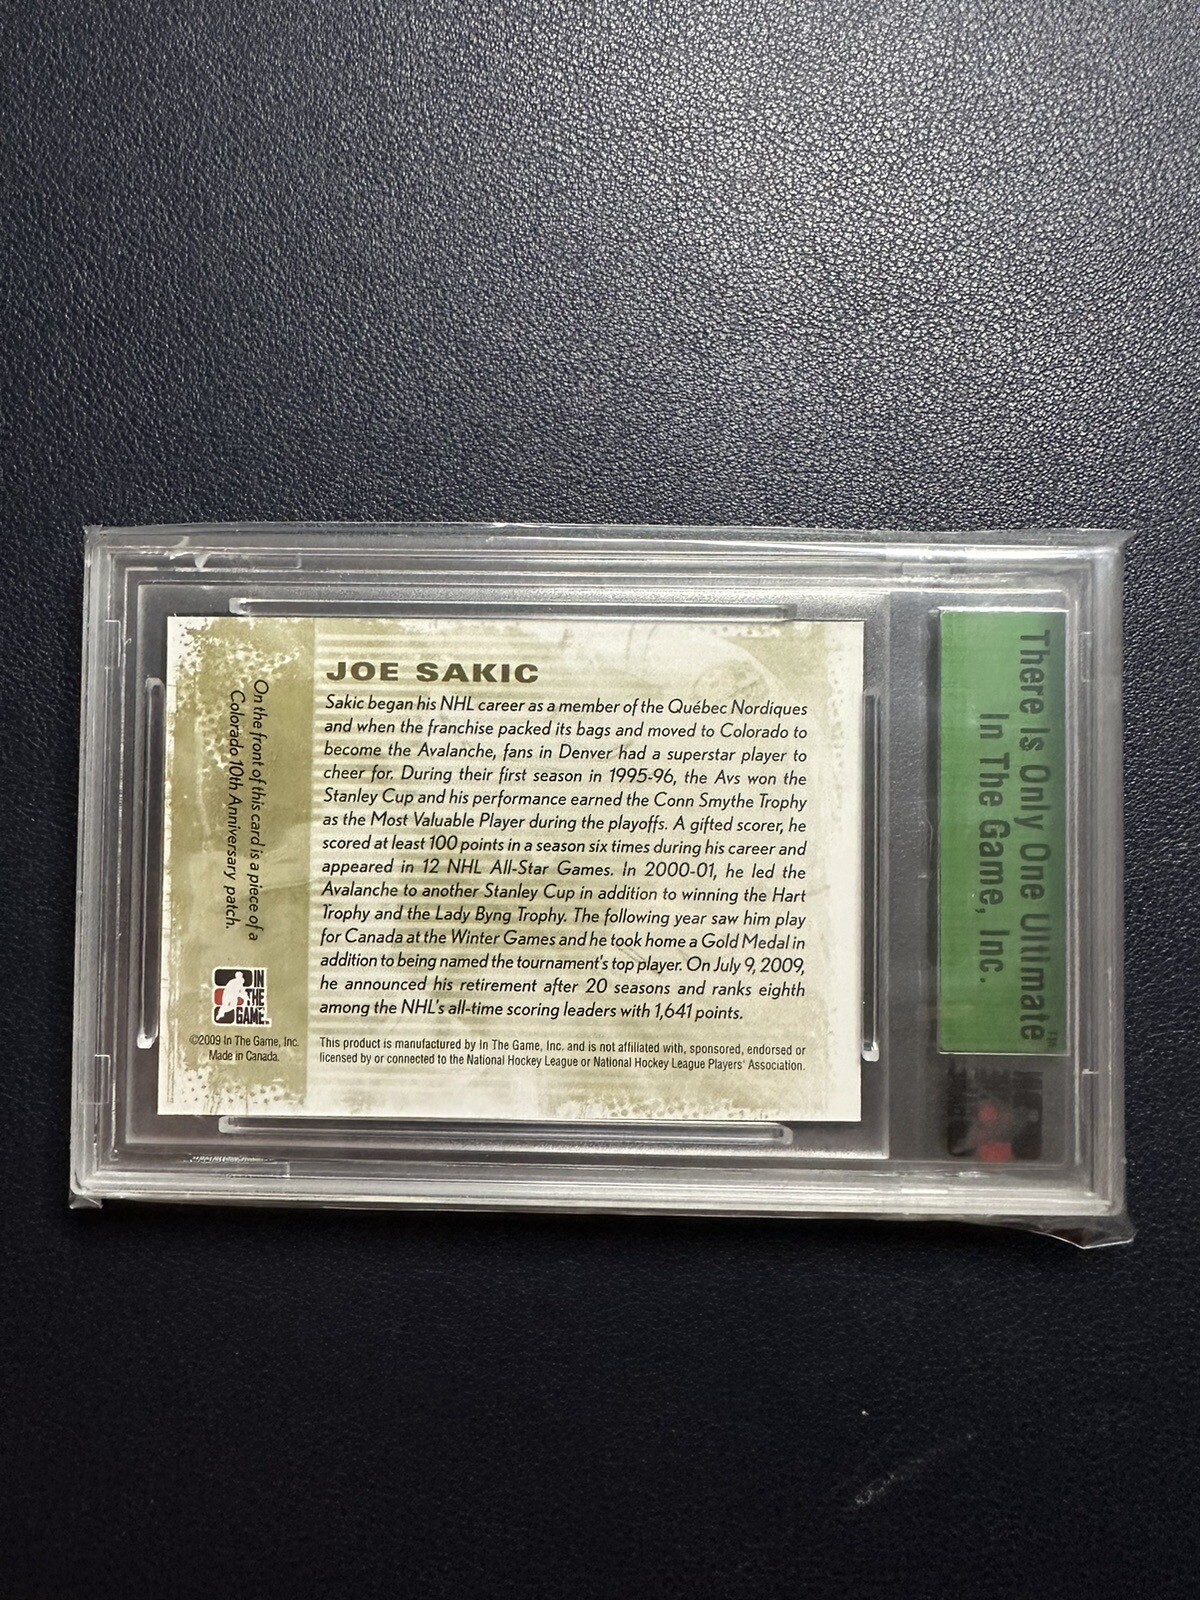 JOE SAKIC
Sakic began his NHL career as a member of the Québec Nordiques
and when the franchise packed its bags and moved to Colorado to
become the Avalanche, fans in Denver had a superstar player to
cheer for. During their first season in 1995-96, the Avs won the
Stanley Cup and his performance earned the Conn Smythe Trophy
as the Most Valuable Player during the playoffs. A gifted scorer, he
scored at least 100 points in a season six times during his career and
appeared in 12 NHL All-Star Games. In 2000-01, he led the
Avalanche to another Stanley Cup in addition to winning the Hart
Trophy and the Lady Byng Trophy. The following year saw him play
for Canada at the Winter Games and he took home a Gold Medal in
addition to being named the tournament's top player. On July 9, 2009,
he announced his retirement after 20 seasons and ranks eighth
among the NHL's all-time scoring leaders with 1,641 points.
This product is manufactured by In The Game, Inc. and is not affiliated with, sponsored, endorsed or
licensed by or connected to the National Hockey League or National Hockey League Players' Association.
On the front of this card is a piece of a
Colorado 10th Anniversary patch.
IN
THE
GAME
©2009 In The Game, Inc.
Made in Canada.
There Is Only One Ultimate™
In The Game, Inc.